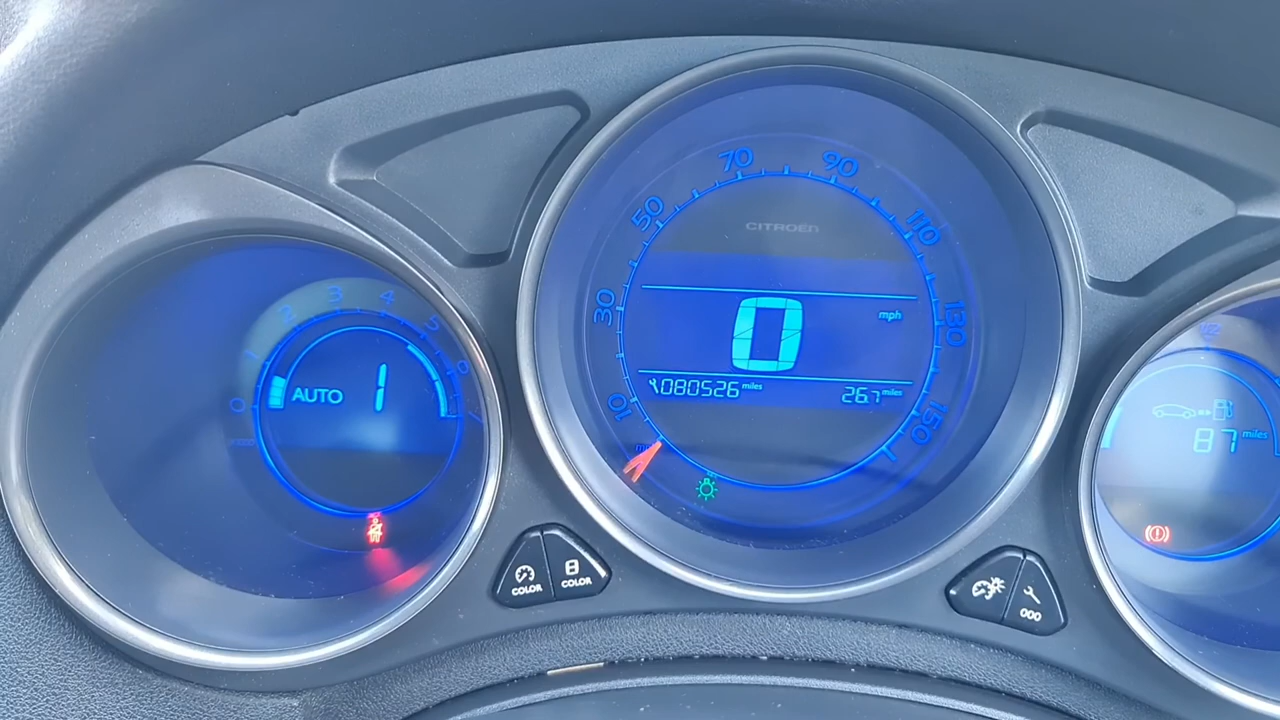 70 90
50 110
CITROËN
30 130
mph
0
080526 miles 26.7 miles
10 150
1 2 3 4 5 6 7
0
AUTO 1
87 miles
COLOR COLOR
000